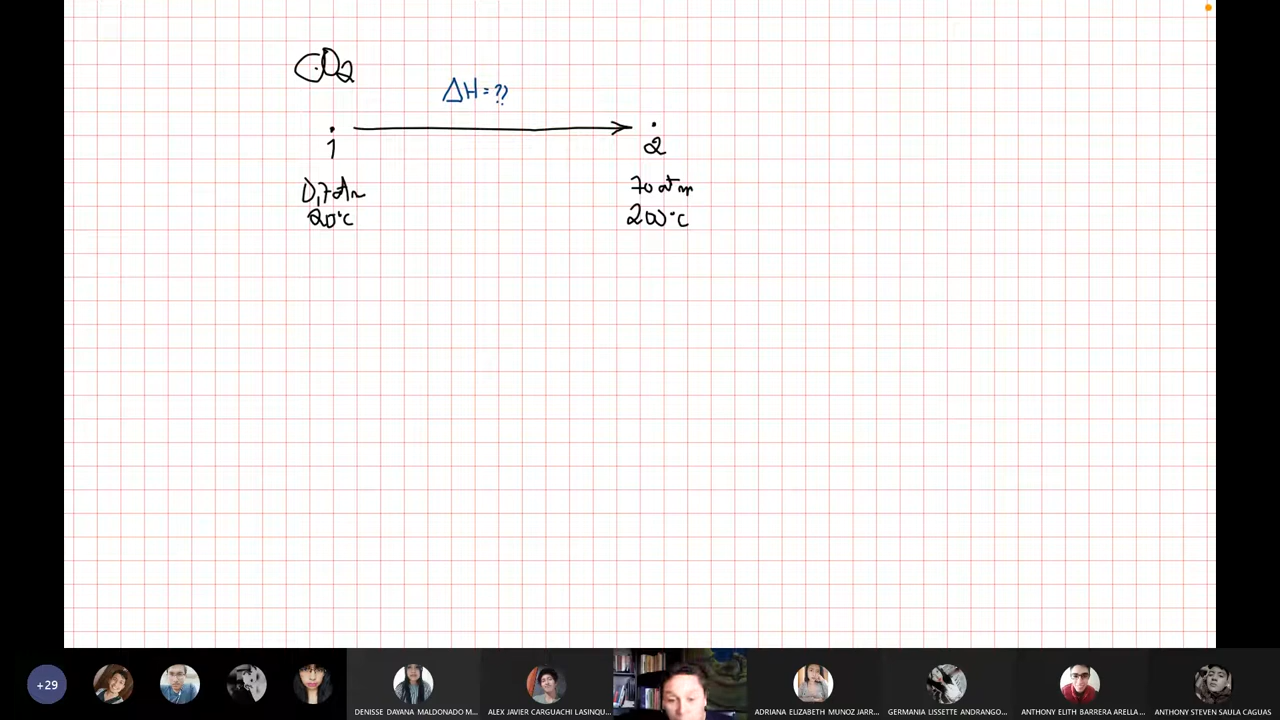 CO2
ΔH = ??
1
2
0,7 atm
70 atm
20°C
200°C
+29
DENISSE DAYANA MALDONADO M...
ALEX JAVIER CARGUACHI LASINQU...
ADRIANA ELIZABETH MUNOZ JARR...
GERMANIA LISSETTE ANDRANGO...
ANTHONY ELITH BARRERA ARELLA...
ANTHONY STEVEN SAULA CAGUAS